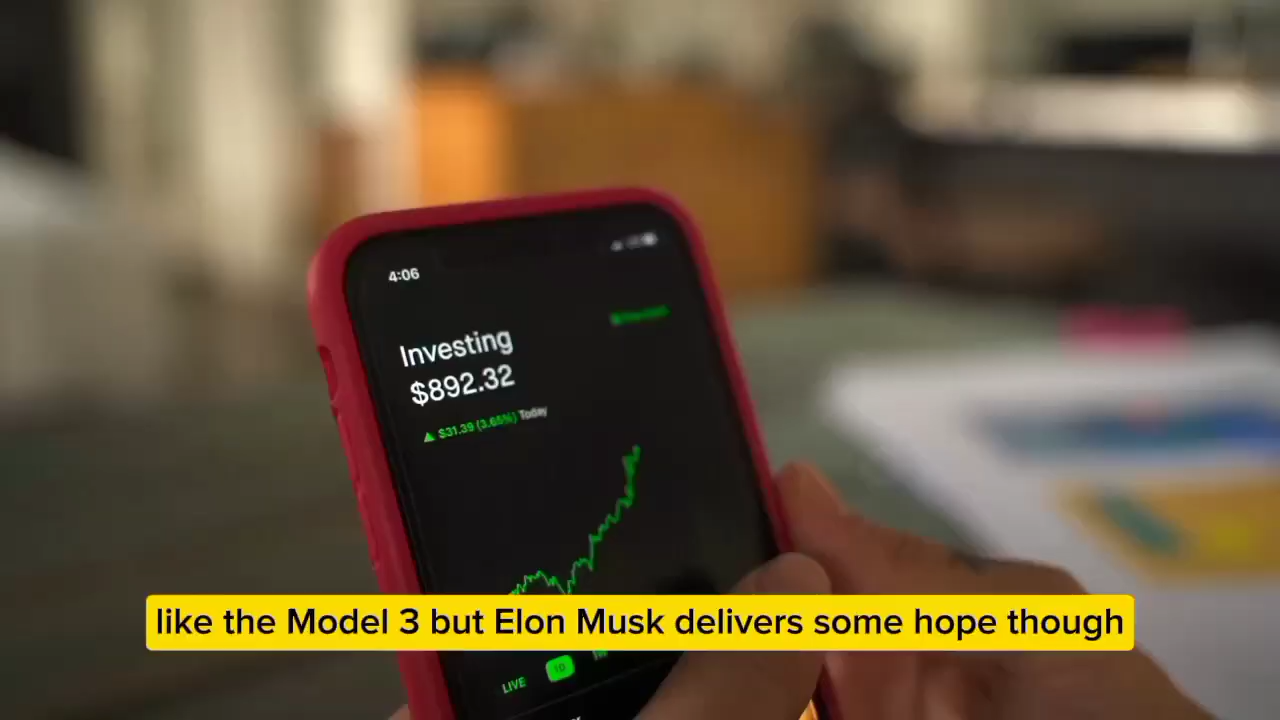 4:06
Investing
$892.32
▲ $31.39 (3.65%) Today
like the Model 3 but Elon Musk delivers some hope though
LIVE
1D